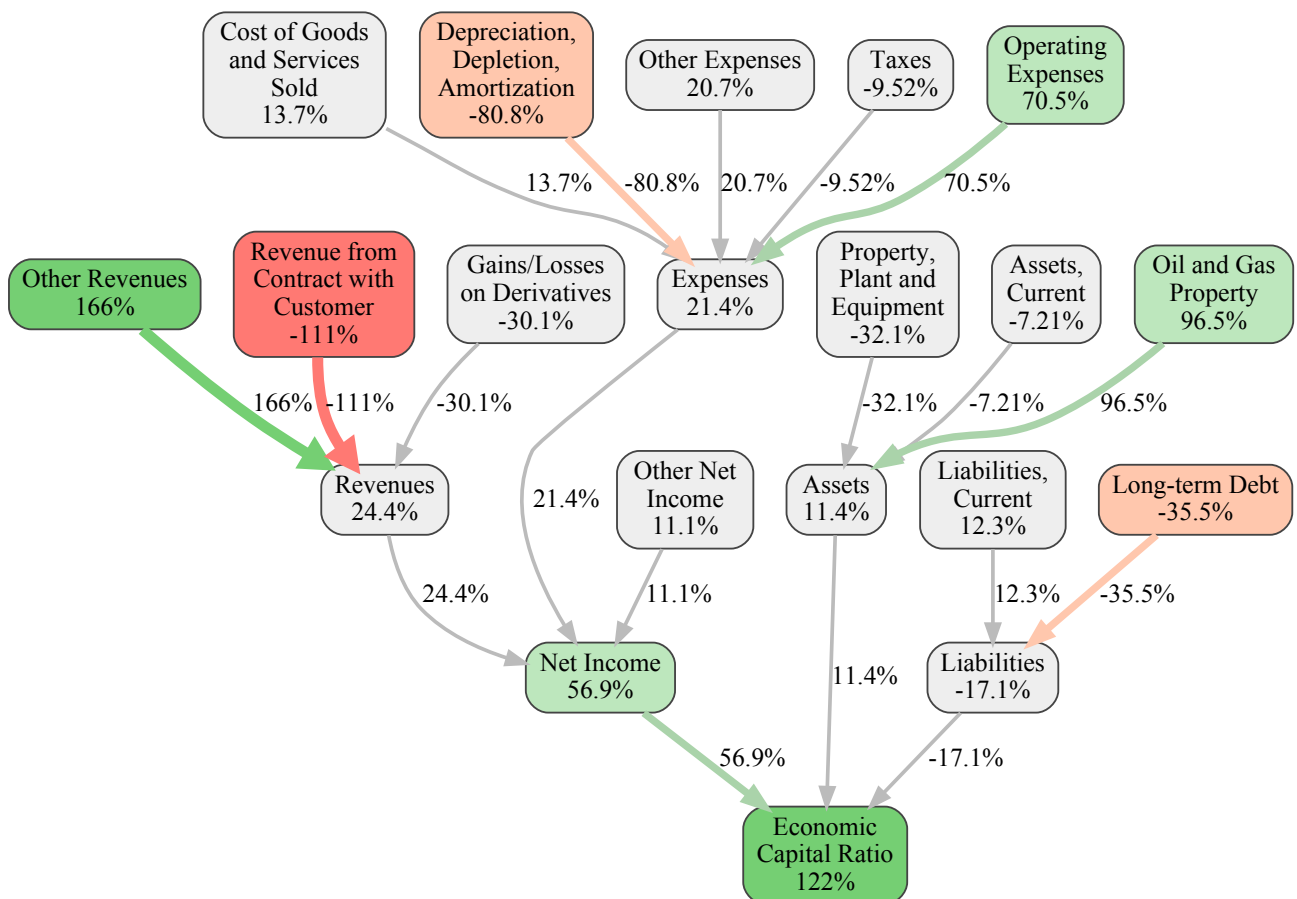 Cost of Goods
and Services
Sold
13.7%
Depreciation,
Depletion,
Amortization
-80.8%
Other Expenses
20.7%
Taxes
-9.52%
Operating
Expenses
70.5%
13.7%
-80.8%
20.7%
-9.52%
70.5%
Other Revenues
166%
Revenue from
Contract with
Customer
-111%
Gains/Losses
on Derivatives
-30.1%
Expenses
21.4%
Property,
Plant and
Equipment
-32.1%
Assets,
Current
-7.21%
Oil and Gas
Property
96.5%
166%
-111%
-30.1%
-32.1%
-7.21%
96.5%
Revenues
24.4%
21.4%
Other Net
Income
11.1%
Assets
11.4%
Liabilities,
Current
12.3%
Long-term Debt
-35.5%
24.4%
11.1%
12.3%
-35.5%
Net Income
56.9%
11.4%
Liabilities
-17.1%
56.9%
-17.1%
Economic
Capital Ratio
122%